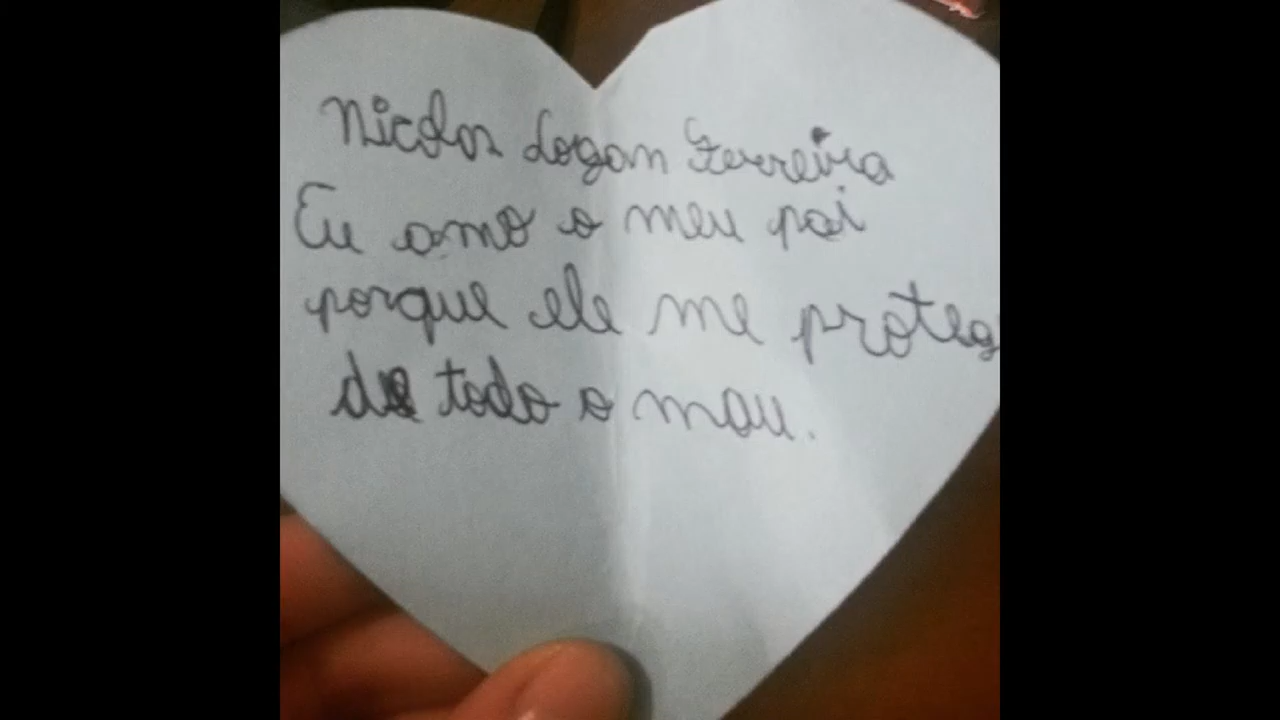 Nicolas Logan Ferreira
Eu amo o meu pai
porque ele me proteg
de todo o mau.